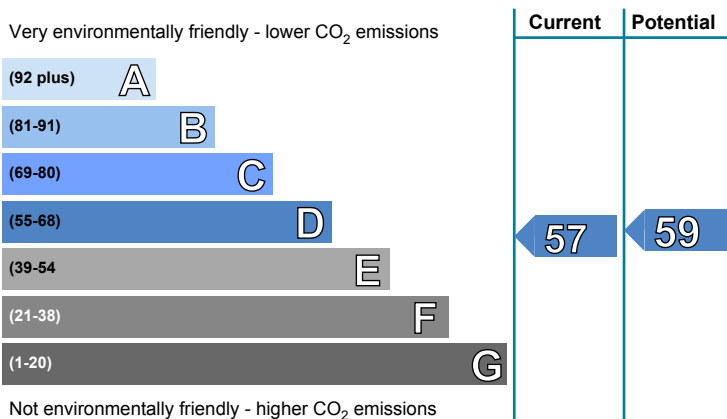 Current Potential
Very environmentally friendly - lower CO2 emissions
(92 plus) A
(81-91) B
(69-80) C
(55-68) D
57 59
(39-54 E
(21-38) F
(1-20) G
Not environmentally friendly - higher CO2 emissions